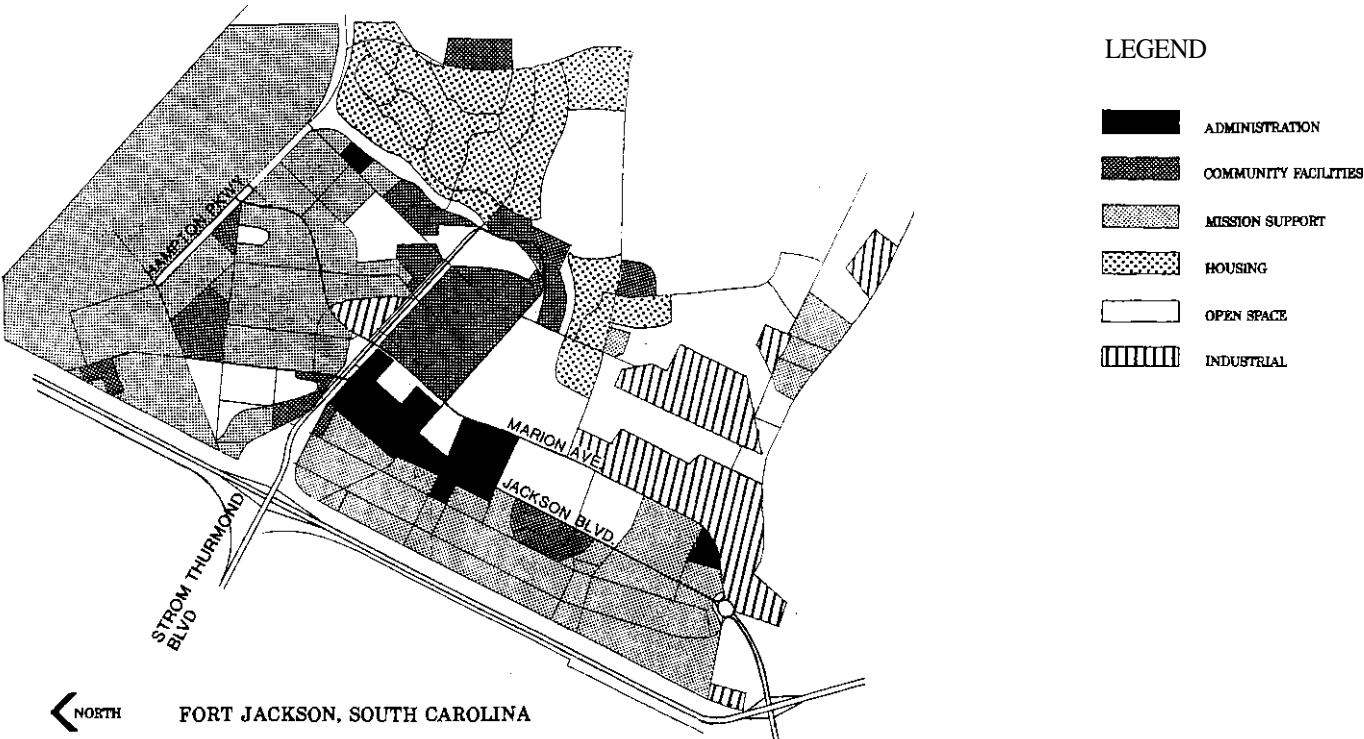 LEGEND
ADMINISTRATION
COMMUNITY FACILITIES
MISSION SUPPORT
HOUSING
OPEN SPACE
INDUSTRIAL
HAMPTON PKWY
MARION AVE.
JACKSON BLVD.
STROM THURMOND
BLVD
NORTH
FORT JACKSON, SOUTH CAROLINA